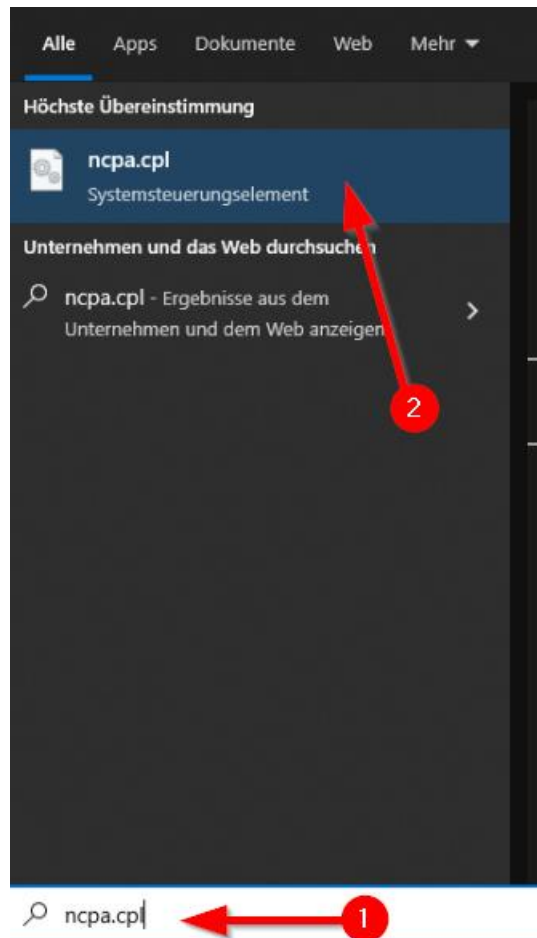 Alle Apps Dokumente Web Mehr
Höchste Übereinstimmung
ncpa.cpl
Systemsteuerungselement
Unternehmen und das Web durchsuchen
ncpa.cpl - Ergebnisse aus dem
Unternehmen und dem Web anzeigen
2
ncpa.cpl
1